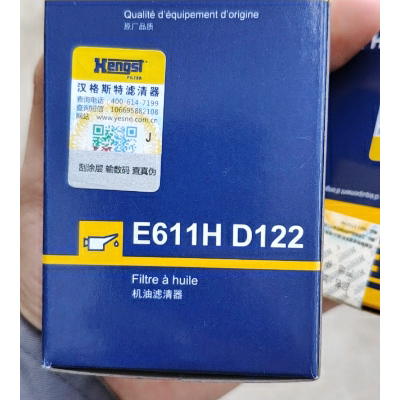 Qualité d'équipement d'origine
原厂品质
Hengst
FILTER
汉格斯特滤清器
查询电话：400-614-7199
查询短信：106695882108
网站 www.yesno.com.cn
J
刮涂层 输数码 查真伪
E611H D122
Filtre à huile
机油滤清器